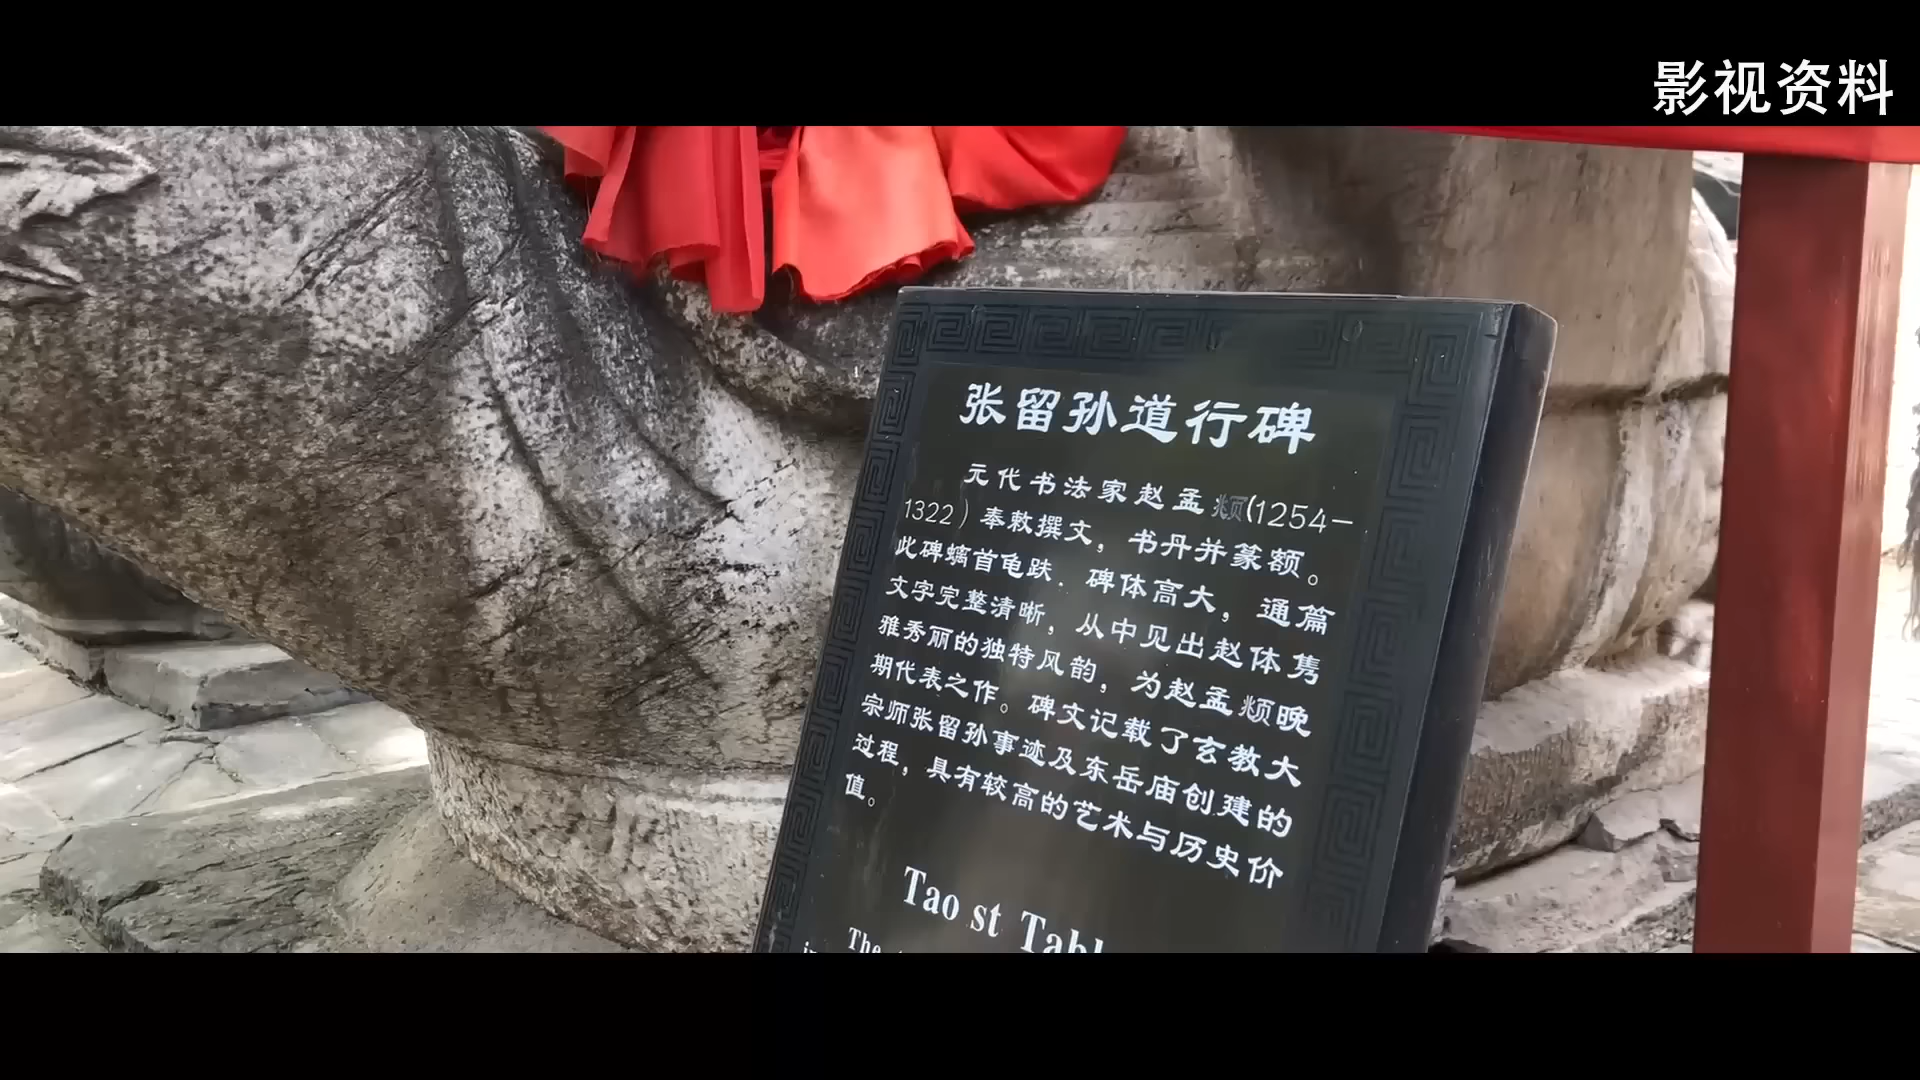 影视资料
张留孙道行碑
元代书法家赵孟頫(1254-
1322)奉敕撰文，书丹并篆额。
此碑螭首龟趺．碑体高大，通篇
文字完整清晰，从中见出赵体隽
雅秀丽的独特风韵，为赵孟頫晚
期代表之作。碑文记载了玄教大
宗师张留孙事迹及东岳庙创建的
过程，具有较高的艺术与历史价
值。
Tao st Tabl
The